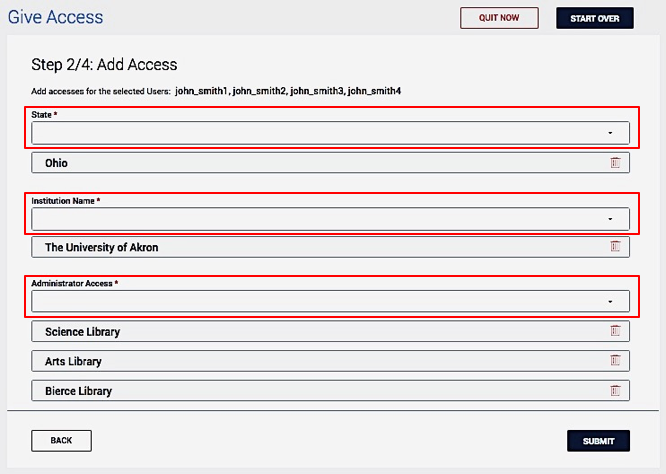 Give Access
QUIT NOW
START OVER
Step 2/4: Add Access
Add accesses for the selected Users: john_smith1, john_smith2, john_smith3, john_smith4
State *
Ohio
Institution Name *
The University of Akron
Administrator Access *
Science Library
Arts Library
Bierce Library
BACK
SUBMIT